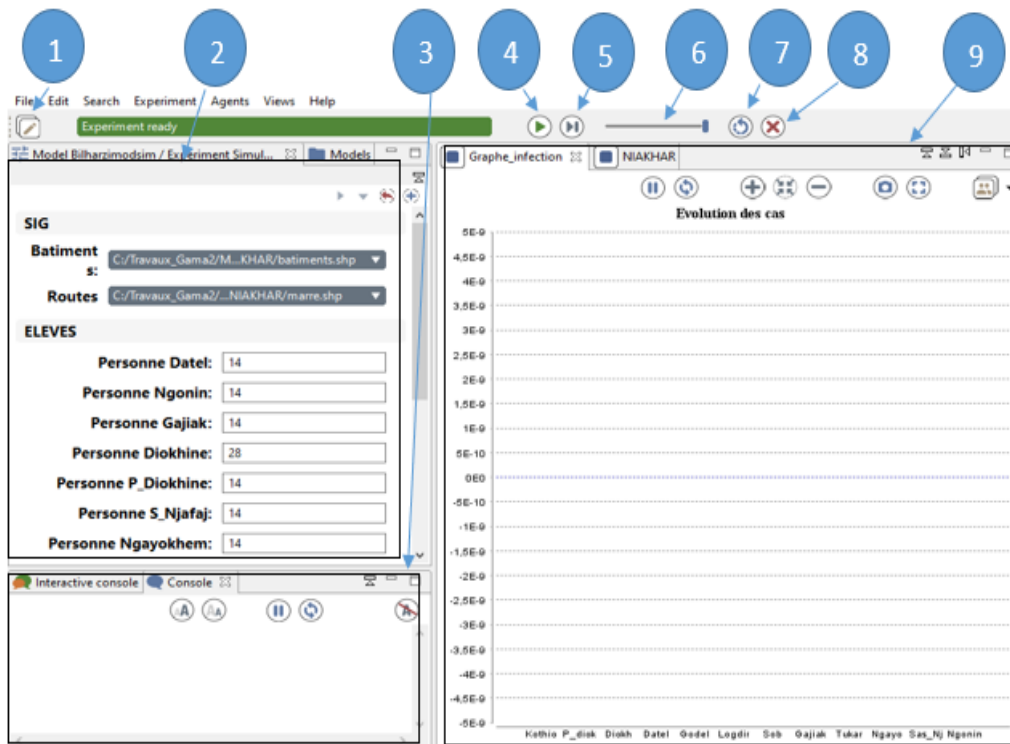 1 2 3 4 5 6 7 8 9
File Edit Search Experiment Agents Views Help
Experiment ready
Model Bilharzimodsim / Experiment Simul... Models
SIG
Batiment
s:
C:/Travaux_Gama2/M...KHAR/batiments.shp
Routes C:/Travaux_Gama2/...NIAKHAR/marre.shp
ELEVES
Personne Datel: 14
Personne Ngonin: 14
Personne Gajiak: 14
Personne Diokhine: 28
Personne P_Diokhine: 14
Personne S_Njafaj: 14
Personne Ngayokhem: 14
Interactive console Console
Graphe_infection NIAKHAR
Evolution des cas
5E-9
4,5E-9
4E-9
3,5E-9
3E-9
2,5E-9
2E-9
1,5E-9
1E-9
5E-10
0E0
-5E-10
-1E-9
-1,5E-9
-2E-9
-2,5E-9
-3E-9
-3,5E-9
-4E-9
-4,5E-9
-5E-9
Kothio P_diok Diokh Datel Godel Logdir Sob Gajiak Tukar Ngayo Sas_Nj Ngonin